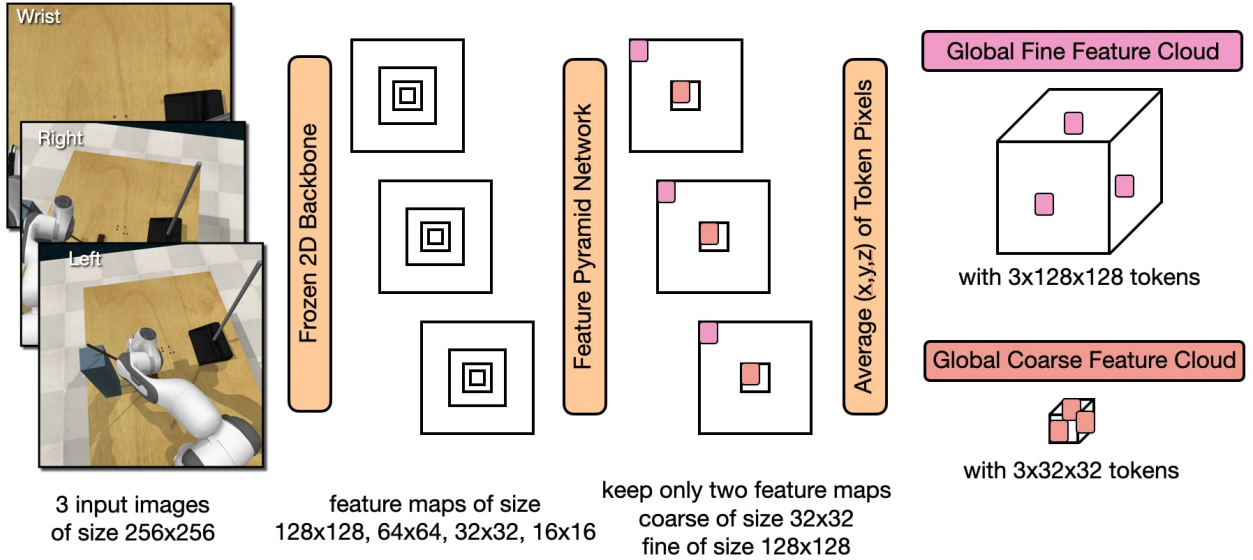 Wrist
Right
Left
3 input images
of size 256x256
Frozen 2D Backbone
feature maps of size
128x128, 64x64, 32x32, 16x16
Feature Pyramid Network
keep only two feature maps
coarse of size 32x32
fine of size 128x128
Average (x,y,z) of Token Pixels
Global Fine Feature Cloud
with 3x128x128 tokens
Global Coarse Feature Cloud
with 3x32x32 tokens